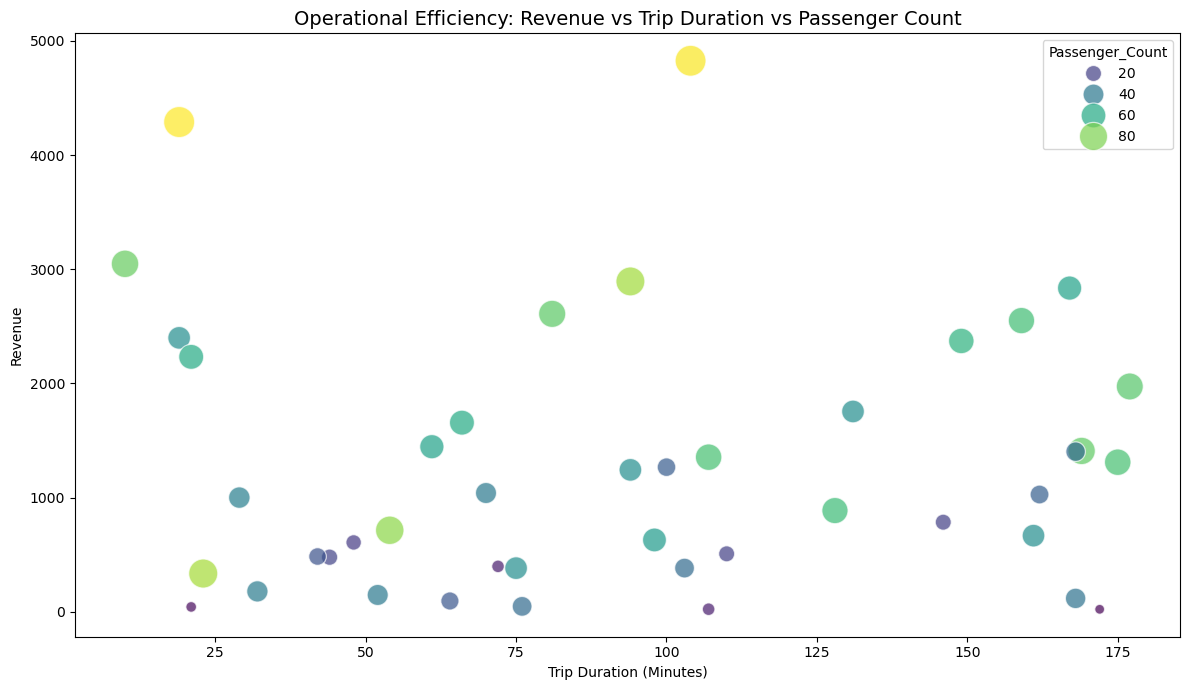 Operational Efficiency: Revenue vs Trip Duration vs Passenger Count
Revenue
5000
4000
3000
2000
1000
0
Passenger_Count
20
40
60
80
25 50 75 100 125 150 175
Trip Duration (Minutes)